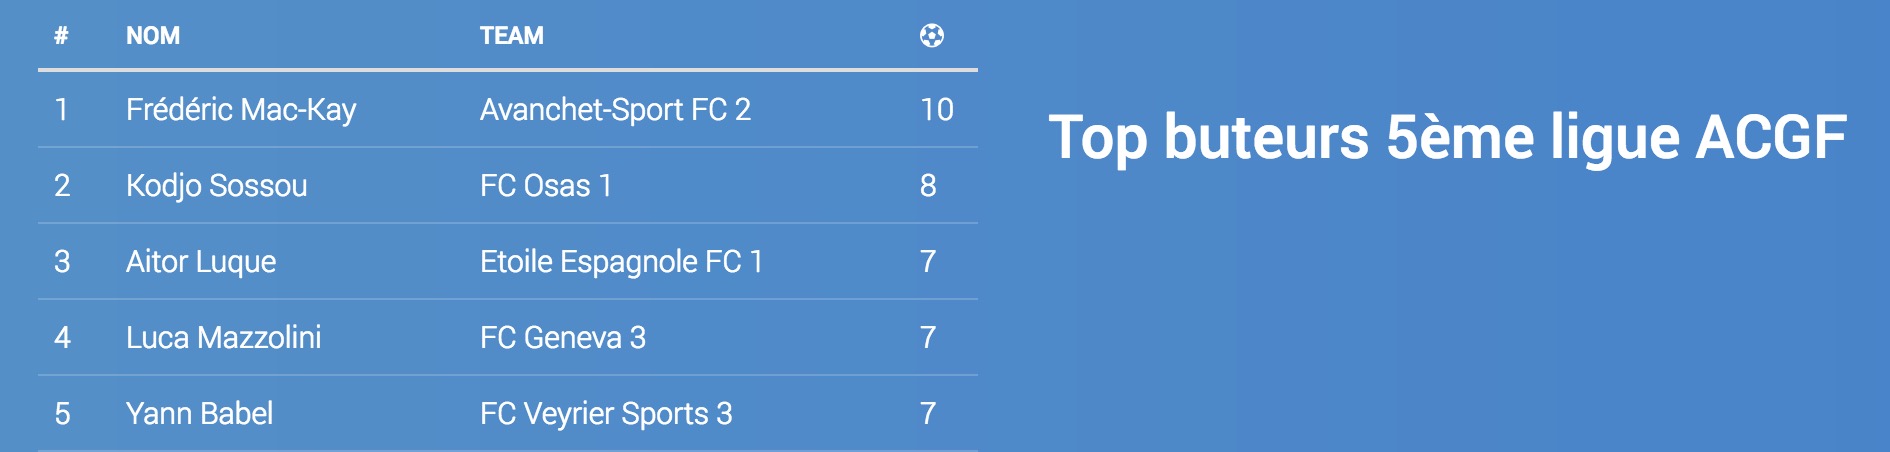 # NOM TEAM
1 Frédéric Mac-Kay Avanchet-Sport FC 2 10
2 Kodjo Sossou FC Osas 1 8
3 Aitor Luque Etoile Espagnole FC 1 7
4 Luca Mazzolini FC Geneva 3 7
5 Yann Babel FC Veyrier Sports 3 7
Top buteurs 5ème ligue ACGF